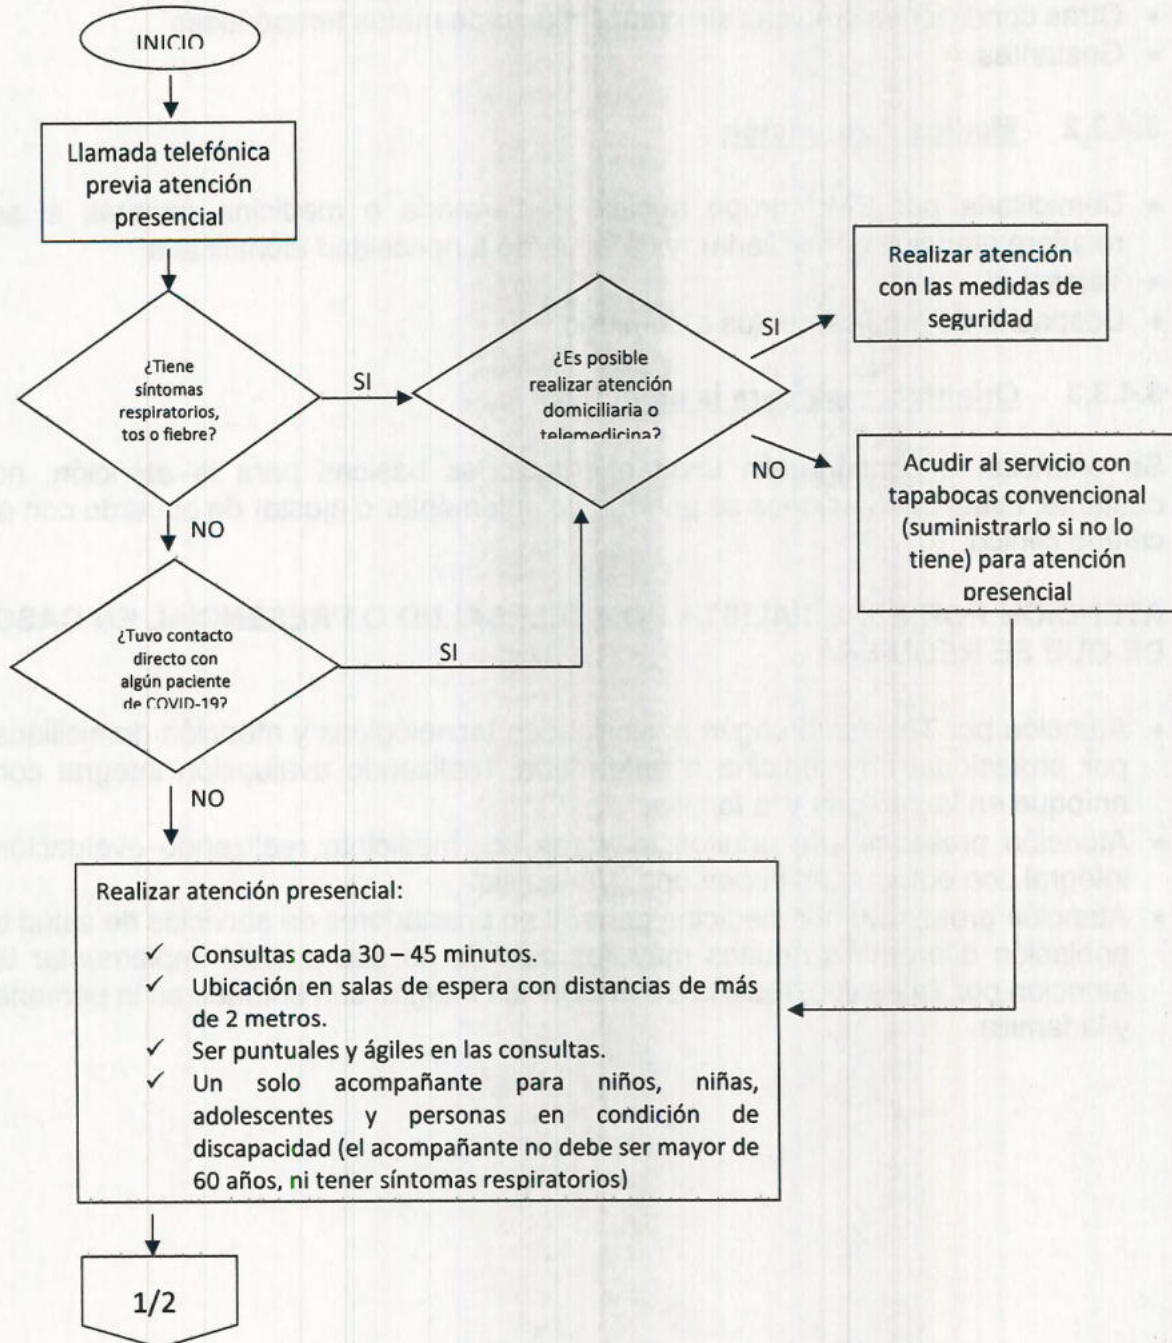 INICIO
Llamada telefónica
previa atención
presencial
¿Tiene
síntomas
respiratorios,
tos o fiebre?
SI
¿Es posible
realizar atención
domiciliaria o
telemedicina?
SI
Realizar atención
con las medidas de
seguridad
NO
Acudir al servicio con
tapabocas convencional
(suministrarlo si no lo
tiene) para atención
presencial
NO
¿Tuvo contacto
directo con
algún paciente
de COVID-19?
SI
NO
Realizar atención presencial:
✓ Consultas cada 30 – 45 minutos.
✓ Ubicación en salas de espera con distancias de más
de 2 metros.
✓ Ser puntuales y ágiles en las consultas.
✓ Un solo acompañante para niños, niñas,
adolescentes y personas en condición de
discapacidad (el acompañante no debe ser mayor de
60 años, ni tener síntomas respiratorios)
1/2